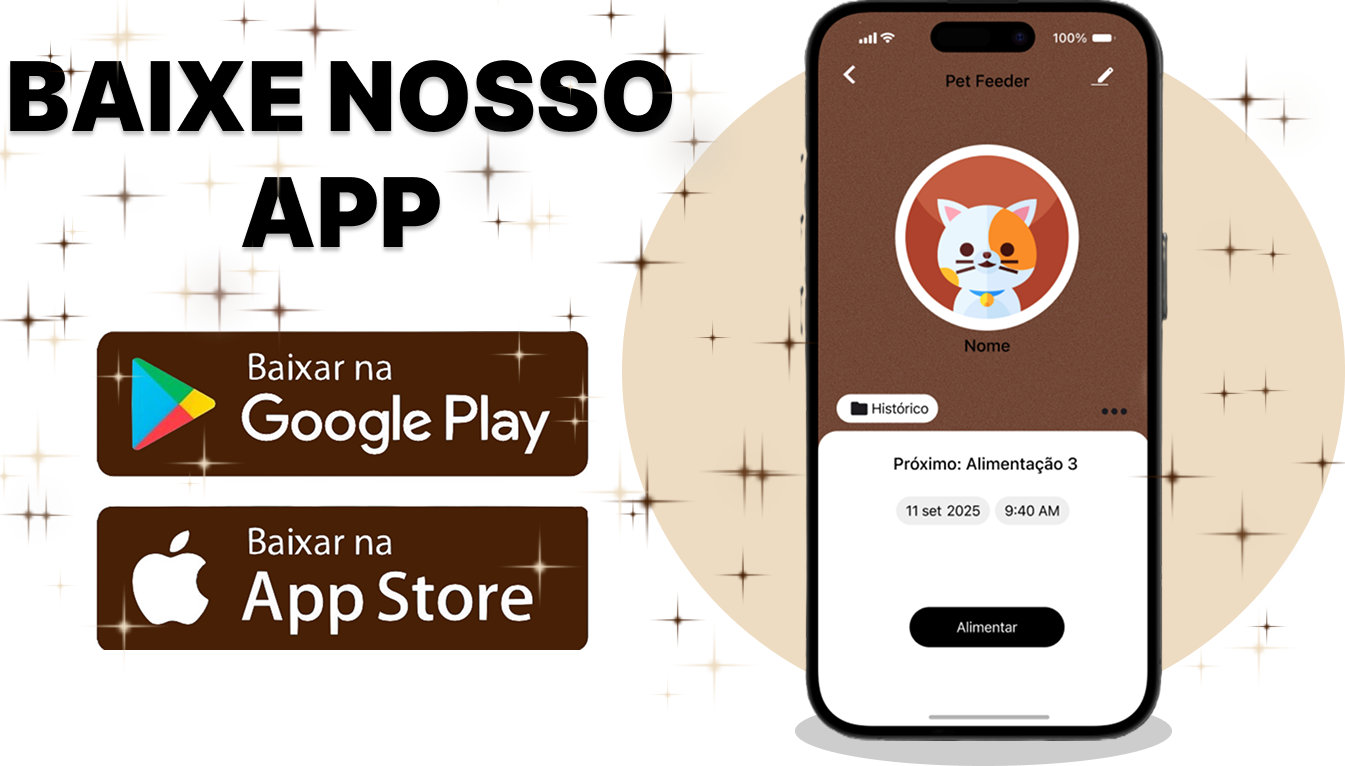 BAIXE NOSSO
APP
Baixar na
Google Play
Baixar na
App Store
100%
Pet Feeder
Nome
Histórico
Próximo: Alimentação 3
11 set 2025 9:40 AM
Alimentar